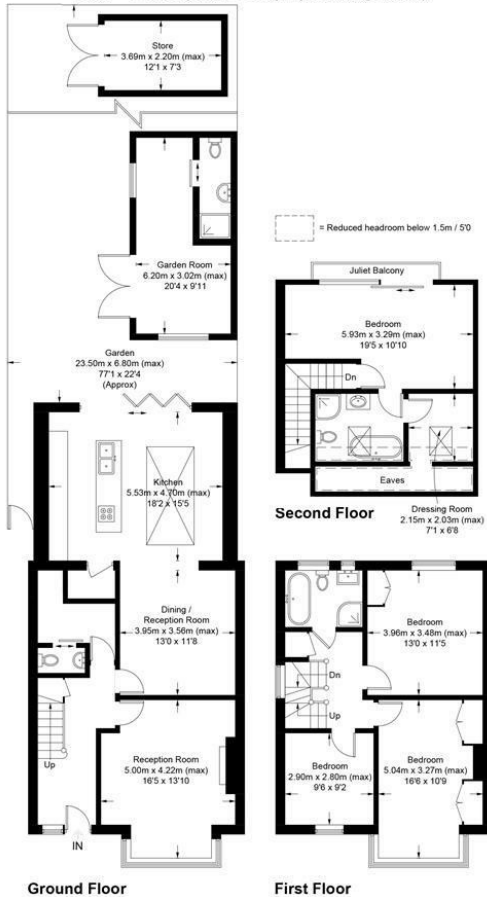 Store
3.69m x 2.20m (max)
12'1 x 7'3
Garden Room
6.20m x 3.02m (max)
20'4 x 9'11
Garden
23.50m x 6.80m (max)
77'1 x 22'4
(Approx)
Kitchen
5.53m x 4.70m (max)
18'2 x 15'5
Dining /
Reception Room
3.95m x 3.56m (max)
13'0 x 11'8
Up
Reception Room
5.00m x 4.22m (max)
16'5 x 13'10
IN
Ground Floor
= Reduced headroom below 1.5m / 5'0
Juliet Balcony
Bedroom
5.93m x 3.29m (max)
19'5 x 10'10
Dn
Eaves
Second Floor
Dressing Room
2.15m x 2.03m (max)
7'1 x 6'8
Bedroom
3.96m x 3.48m (max)
13'0 x 11'5
Dn
Up
Bedroom
2.90m x 2.80m (max)
9'6 x 9'2
Bedroom
5.04m x 3.27m (max)
16'6 x 10'9
First Floor